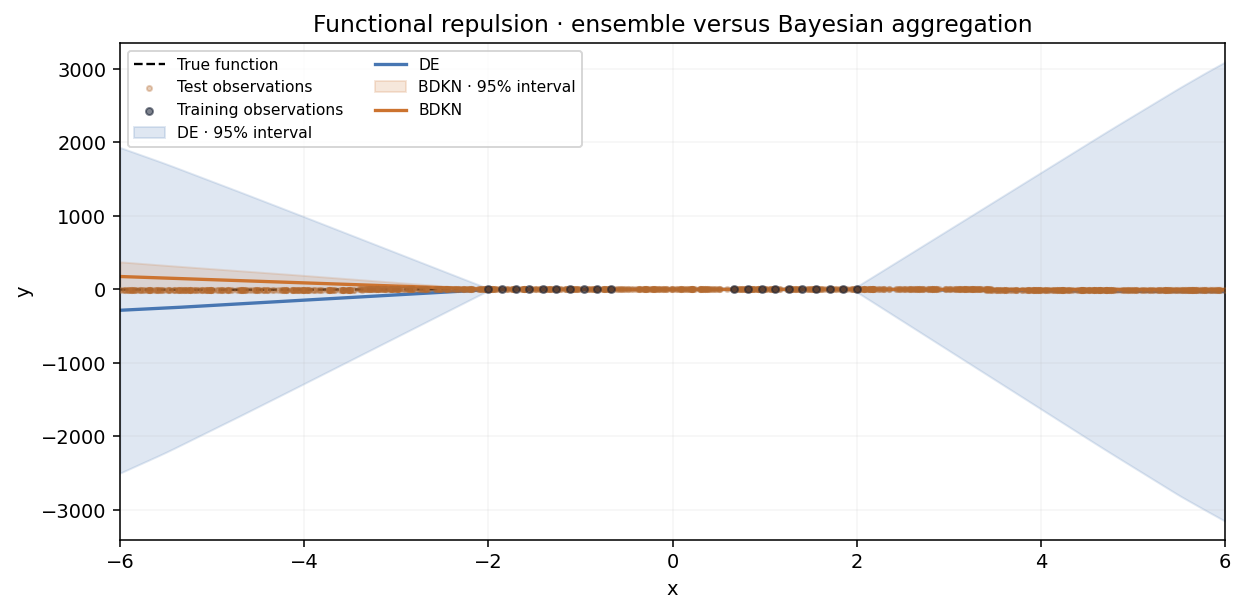 Functional repulsion · ensemble versus Bayesian aggregation
True function
Test observations
Training observations
DE · 95% interval
DE
BDKN · 95% interval
BDKN
y
3000
2000
1000
0
−1000
−2000
−3000
−6
−4
−2
0
2
4
6
x